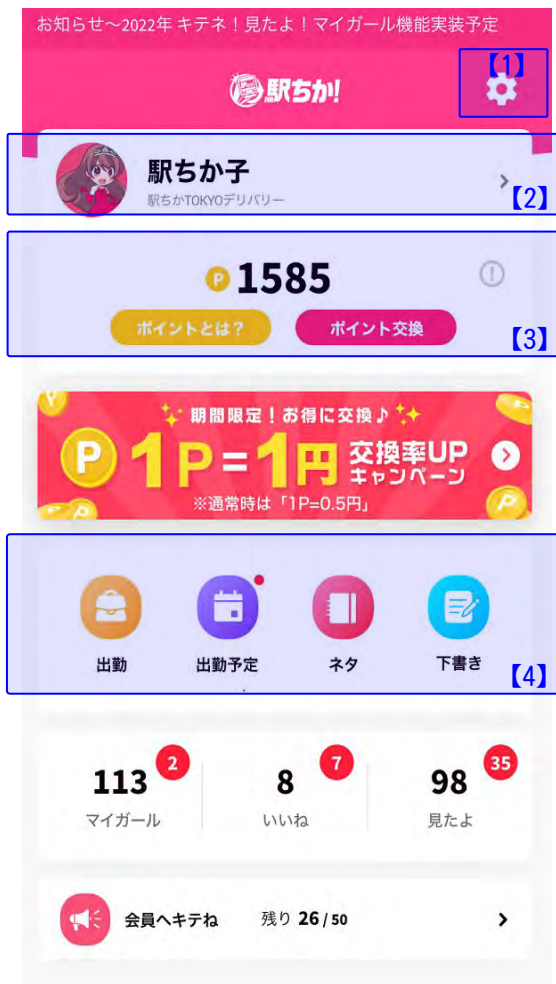 お知らせ～2022年 キテネ！見たよ！マイガール機能実装予定
【1】
駅ちか!
駅ちか子
駅ちかTOKYOデリバリー
【2】
P 1585
ポイントとは？ ポイント交換
【3】
期間限定！お得に交換♪
P 1P=1円 交換率UP
キャンペーン
※通常時は「1P=0.5円」
出勤 出勤予定 ネタ 下書き
【4】
113 2 8 7 98 35
マイガール いいね 見たよ
会員へキテね 残り 26 / 50